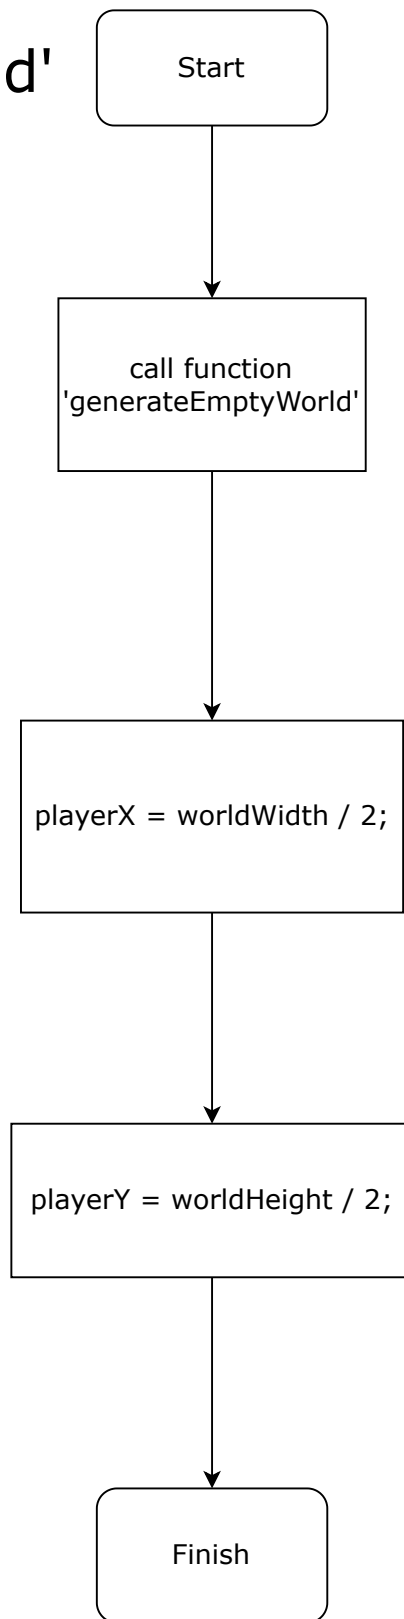 d'
Start
call function
'generateEmptyWorld'
playerX = worldWidth / 2;
playerY = worldHeight / 2;
Finish